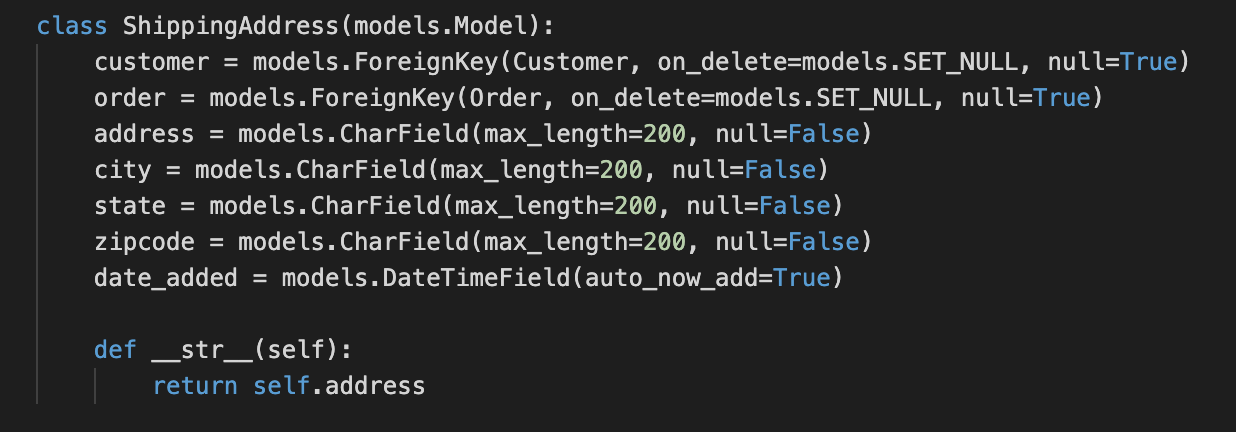 class ShippingAddress(models.Model):
    customer = models.ForeignKey(Customer, on_delete=models.SET_NULL, null=True)
    order = models.ForeignKey(Order, on_delete=models.SET_NULL, null=True)
    address = models.CharField(max_length=200, null=False)
    city = models.CharField(max_length=200, null=False)
    state = models.CharField(max_length=200, null=False)
    zipcode = models.CharField(max_length=200, null=False)
    date_added = models.DateTimeField(auto_now_add=True)

    def __str__(self):
        return self.address